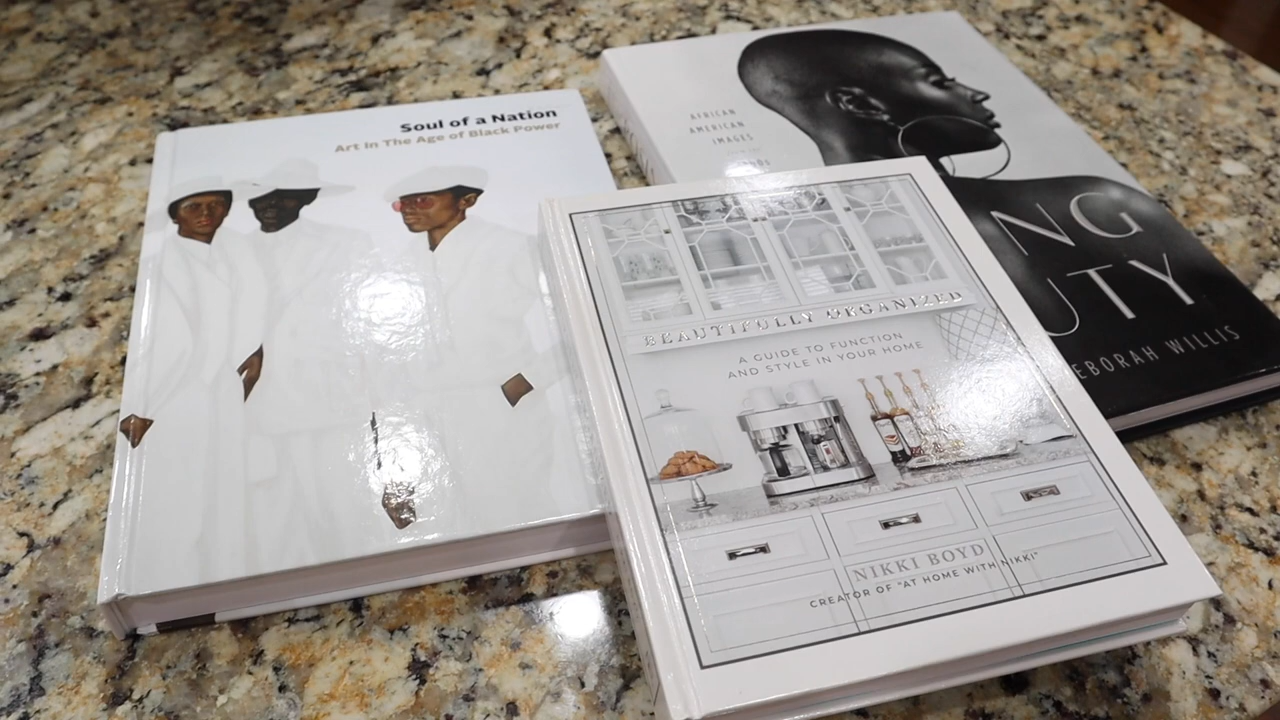 Soul of a Nation
Art in The Age of Black Power
AFRICAN
AMERICAN
IMAGES
NG
UTY
EBORAH WILLIS
BEAUTIFULLY ORGANIZED
A GUIDE TO FUNCTION
AND STYLE IN YOUR HOME
NIKKI BOYD
CREATOR OF "AT HOME WITH NIKKI"